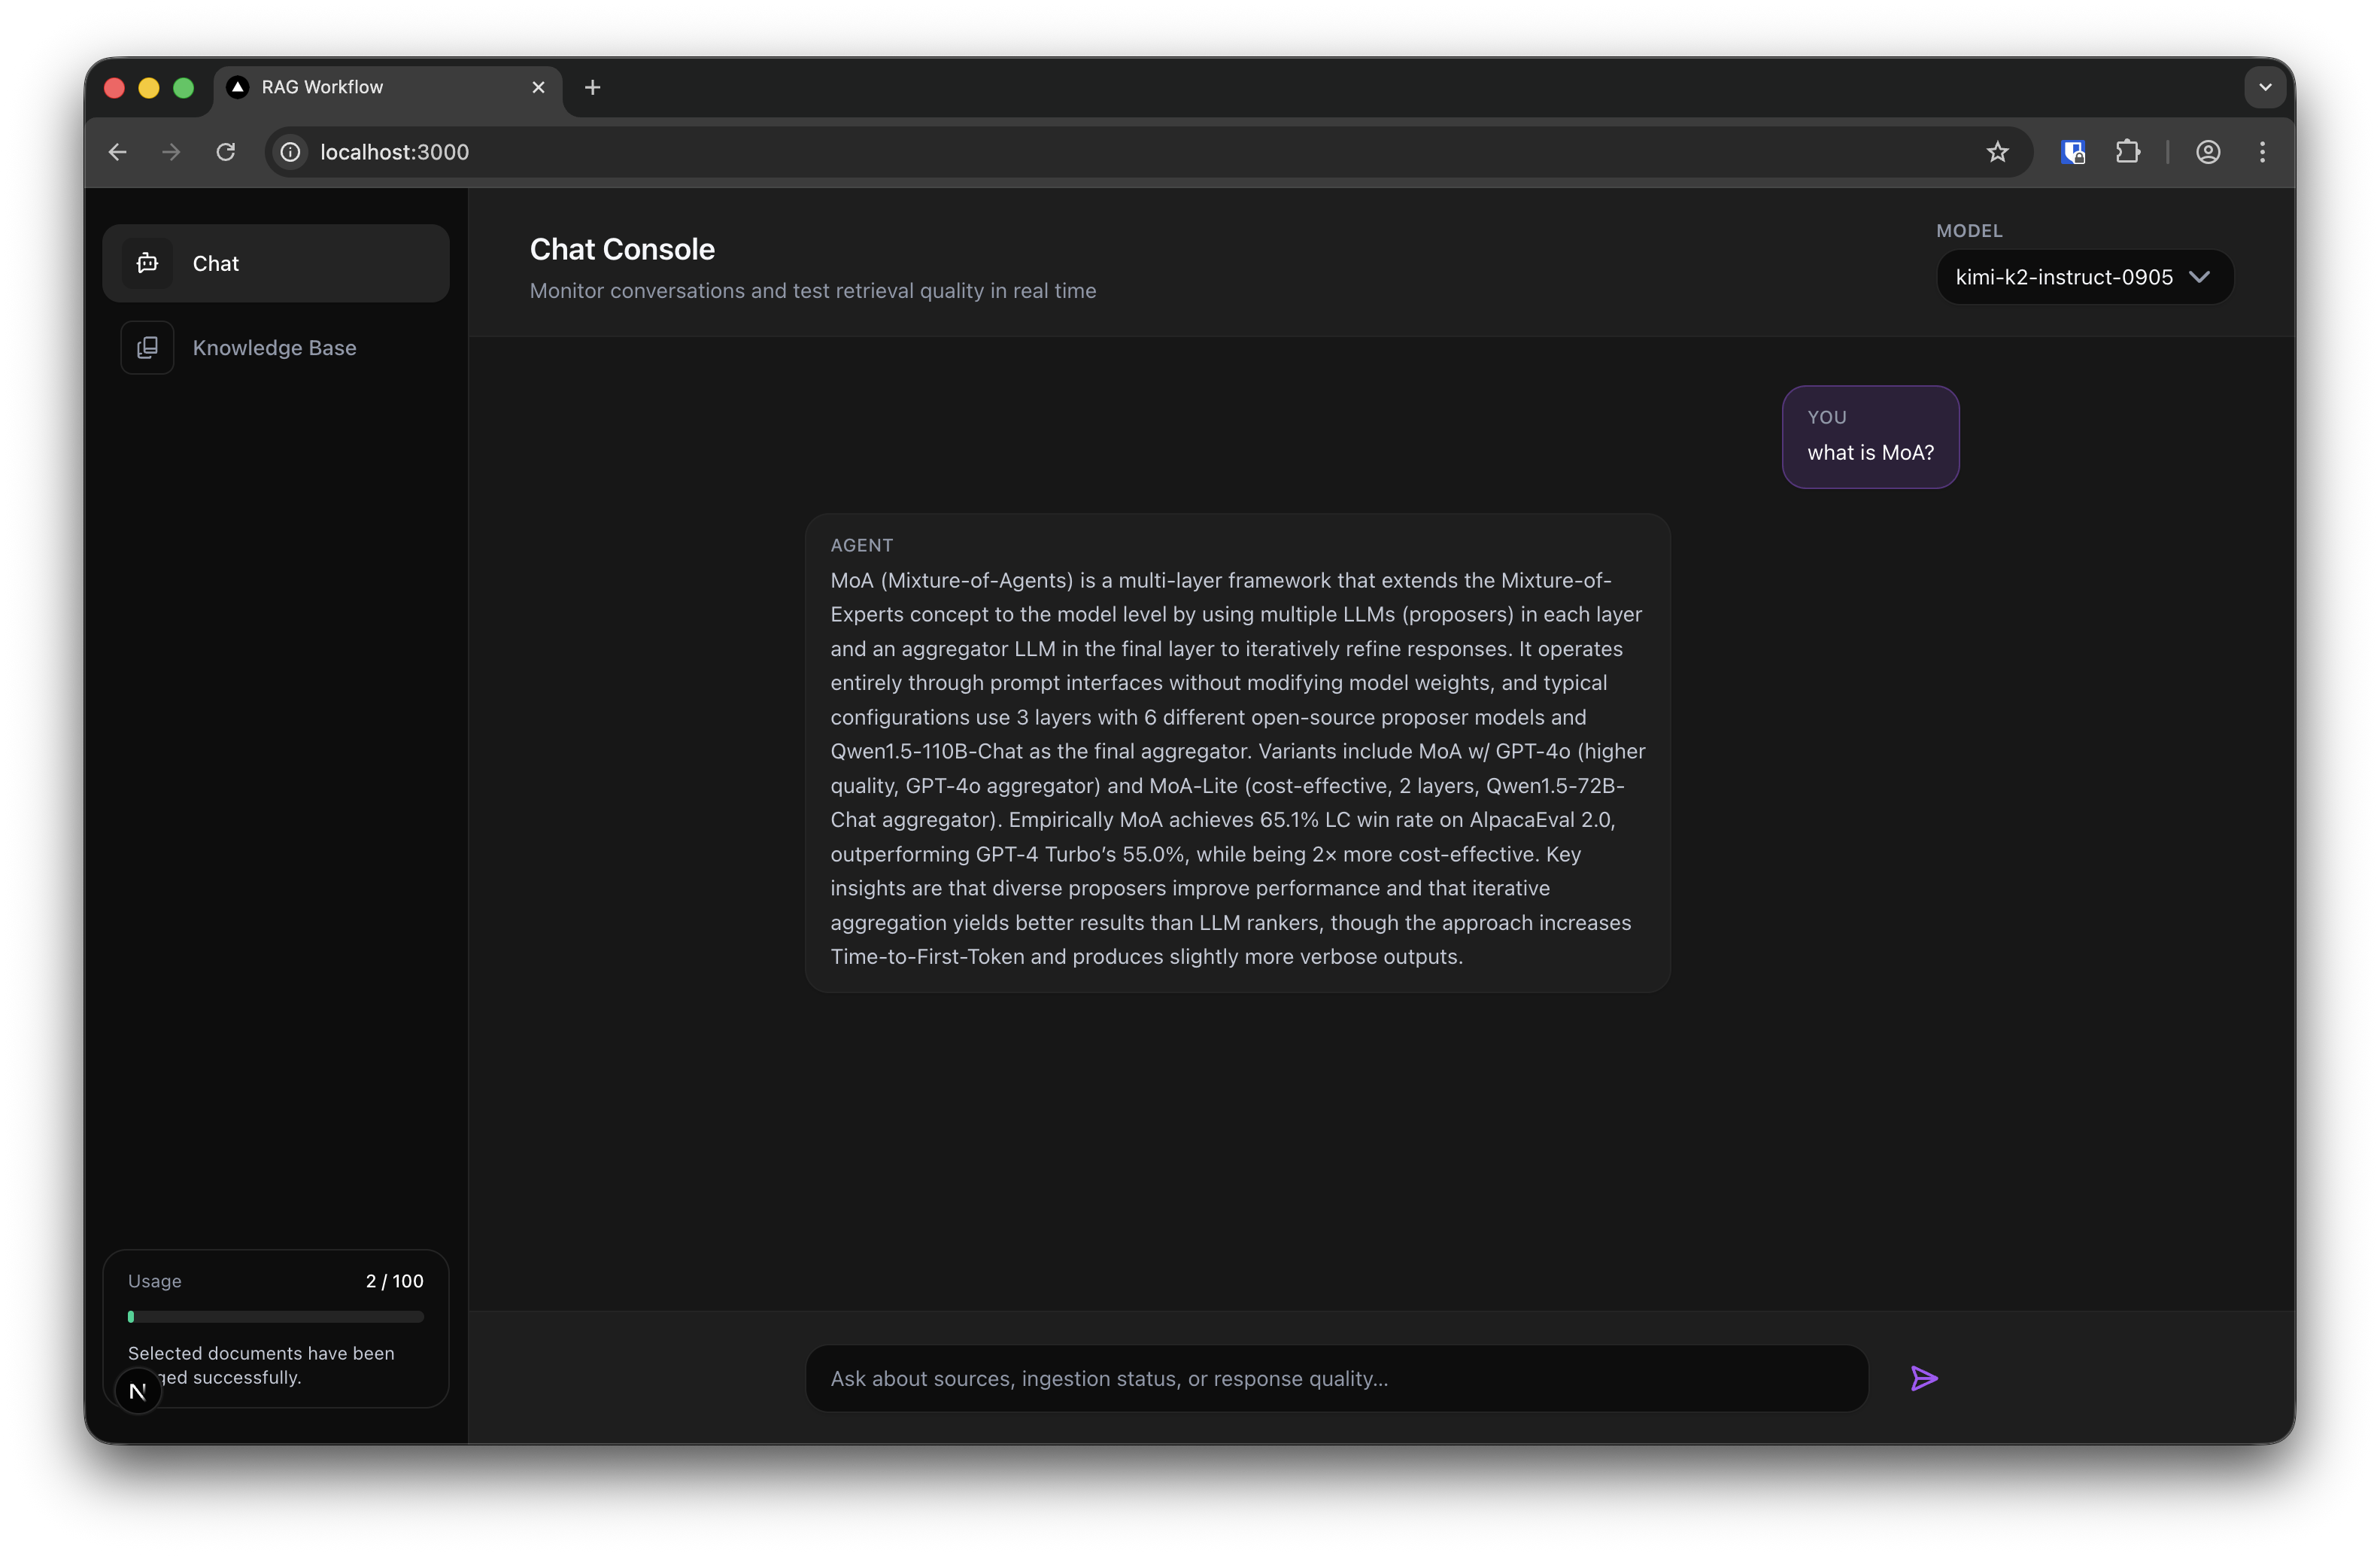 RAG Workflow
localhost:3000
Chat
Knowledge Base
Chat Console
Monitor conversations and test retrieval quality in real time
MODEL
kimi-k2-instruct-0905
YOU
what is MoA?
AGENT
MoA (Mixture-of-Agents) is a multi-layer framework that extends the Mixture-of-
Experts concept to the model level by using multiple LLMs (proposers) in each layer
and an aggregator LLM in the final layer to iteratively refine responses. It operates
entirely through prompt interfaces without modifying model weights, and typical
configurations use 3 layers with 6 different open-source proposer models and
Qwen1.5-110B-Chat as the final aggregator. Variants include MoA w/ GPT-4o (higher
quality, GPT-4o aggregator) and MoA-Lite (cost-effective, 2 layers, Qwen1.5-72B-
Chat aggregator). Empirically MoA achieves 65.1% LC win rate on AlpacaEval 2.0,
outperforming GPT-4 Turbo’s 55.0%, while being 2× more cost-effective. Key
insights are that diverse proposers improve performance and that iterative
aggregation yields better results than LLM rankers, though the approach increases
Time-to-First-Token and produces slightly more verbose outputs.
Usage
2 / 100
Selected documents have been
successfully.
N
Ask about sources, ingestion status, or response quality...